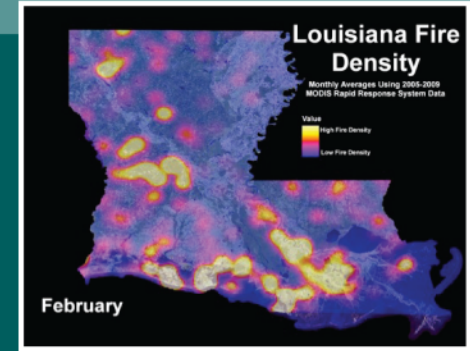 Louisiana Fire
Density
Monthly Averages Using 2005-2009
MODIS Rapid Response System Data
Value
High Fire Density
Low Fire Density
February